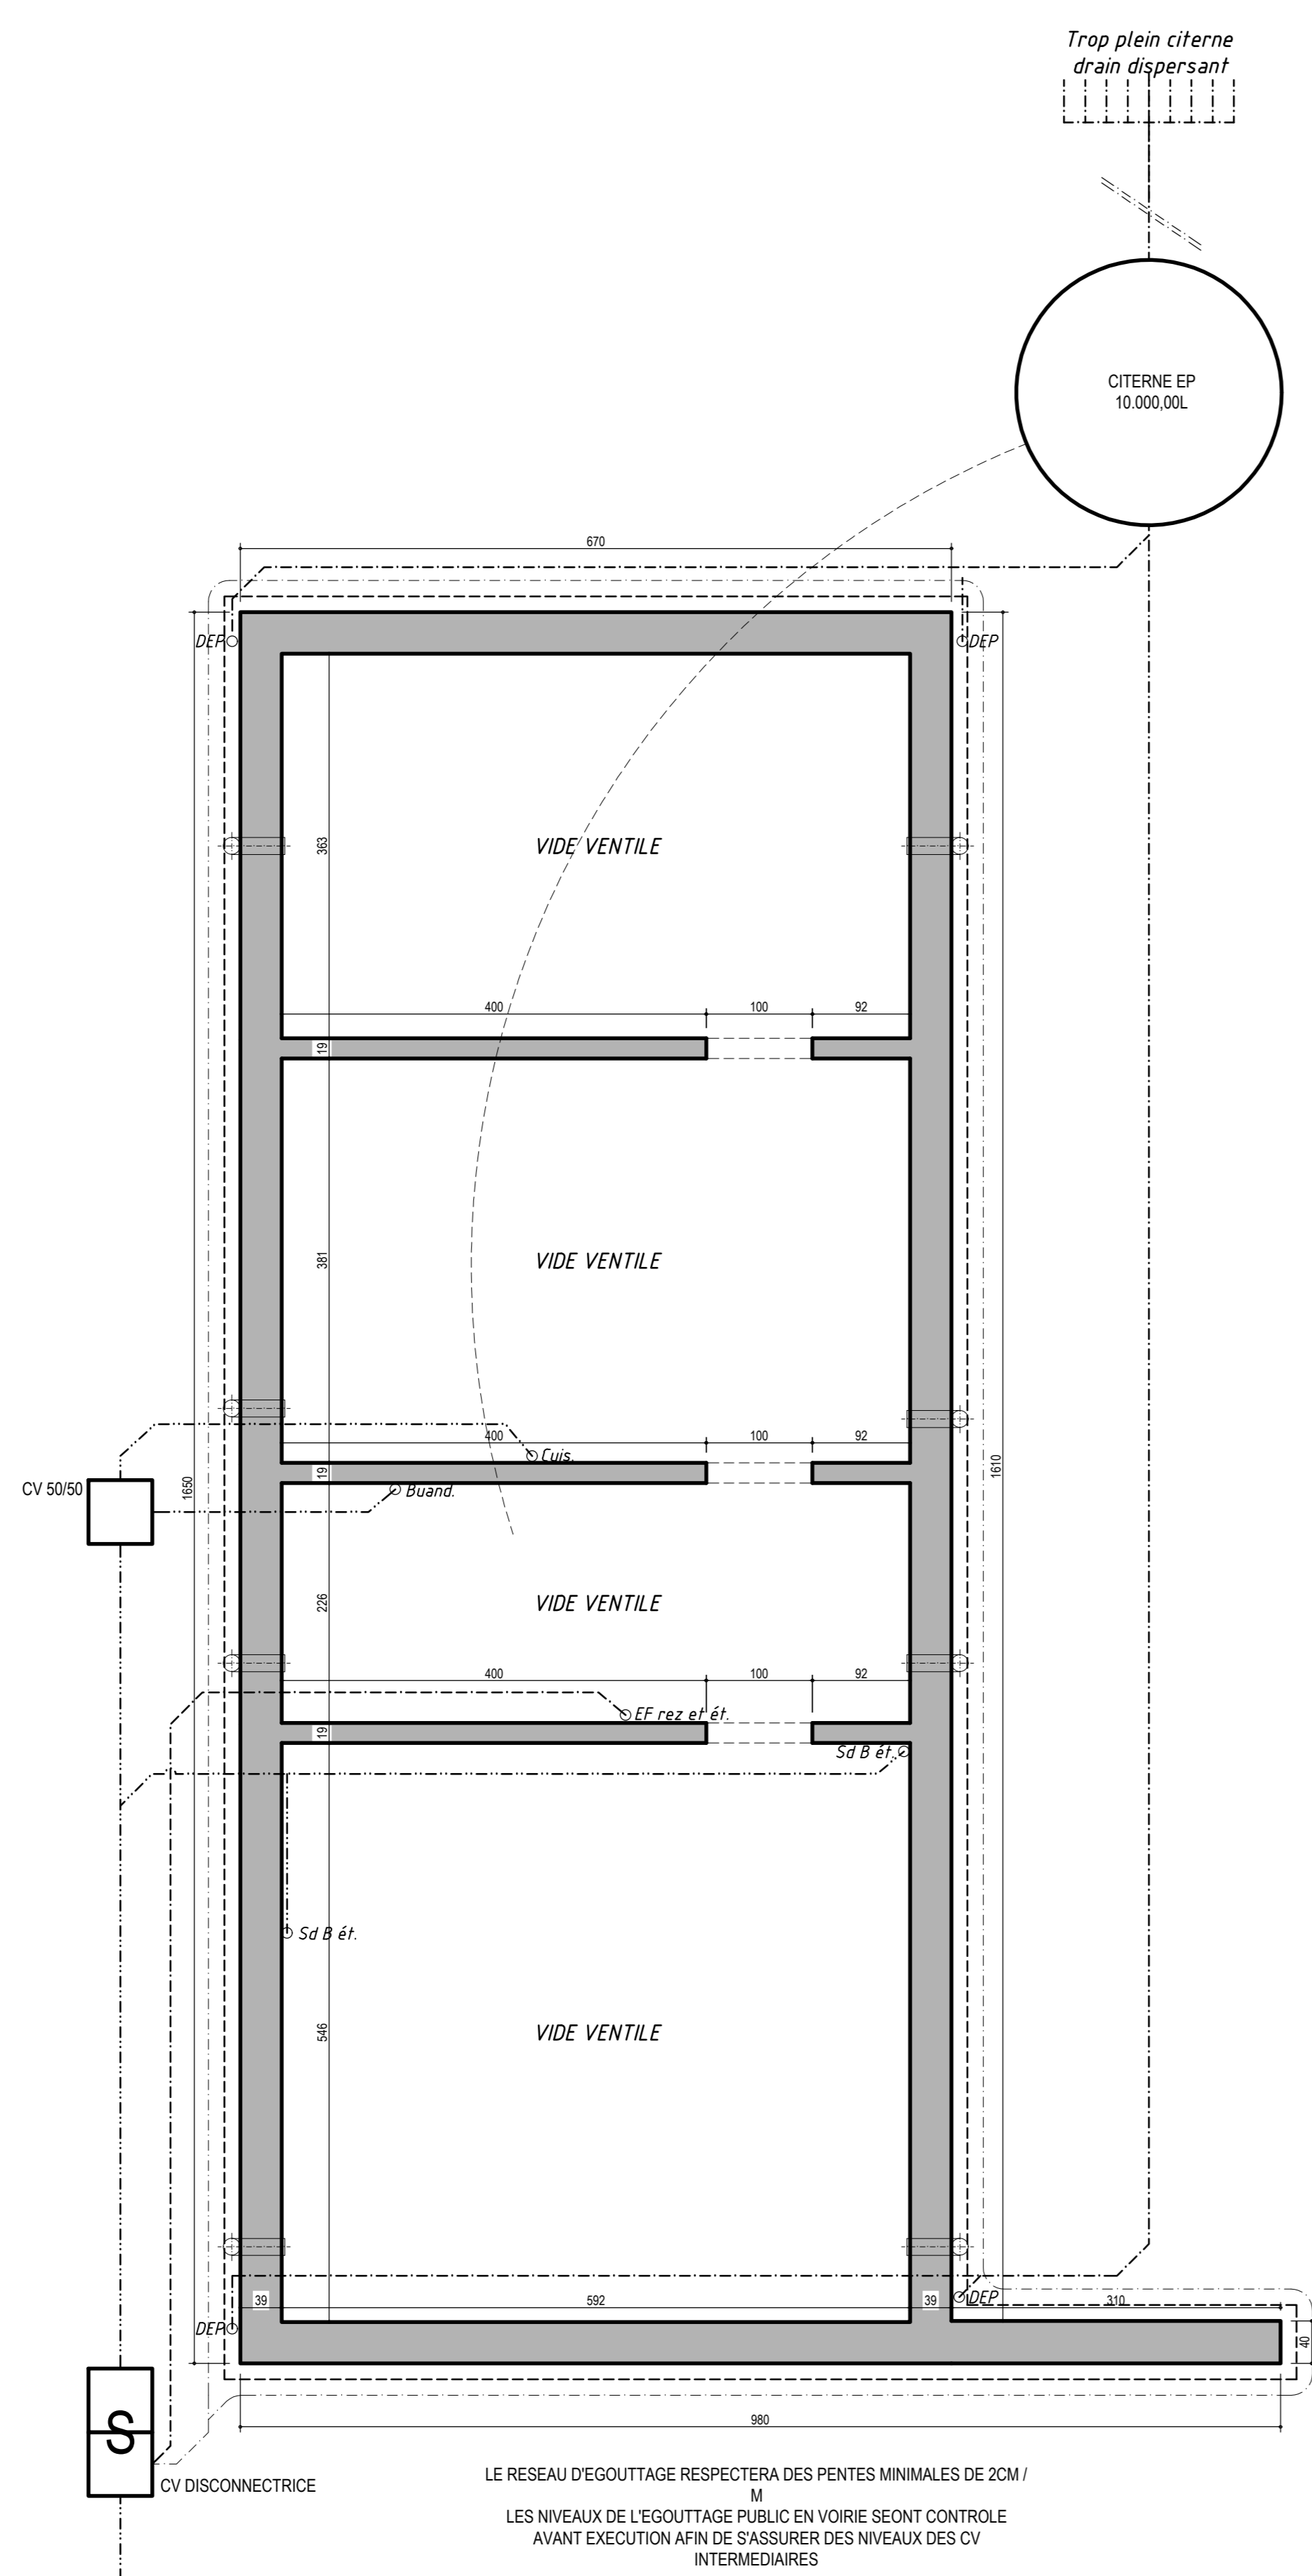 Trop plein citerne
drain dispersant
CITERNE EP
10.000,00L
670
DEP
DEP
363
VIDE VENTILE
400
100
92
19
381
VIDE VENTILE
400
100
92
Cuis.
19
1650
1610
CV 50/50
Buand.
226
VIDE VENTILE
400
100
92
EF rez et ét.
19
Sd B ét.
Sd B ét.
546
VIDE VENTILE
39
592
39
DEP
310
DEP
40
980
S
CV DISCONNECTRICE
LE RESEAU D'EGOUTTAGE RESPECTERA DES PENTES MINIMALES DE 2CM /
M
LES NIVEAUX DE L'EGOUTTAGE PUBLIC EN VOIRIE SEONT CONTROLE
AVANT EXECUTION AFIN DE S'ASSURER DES NIVEAUX DES CV
INTERMEDIAIRES